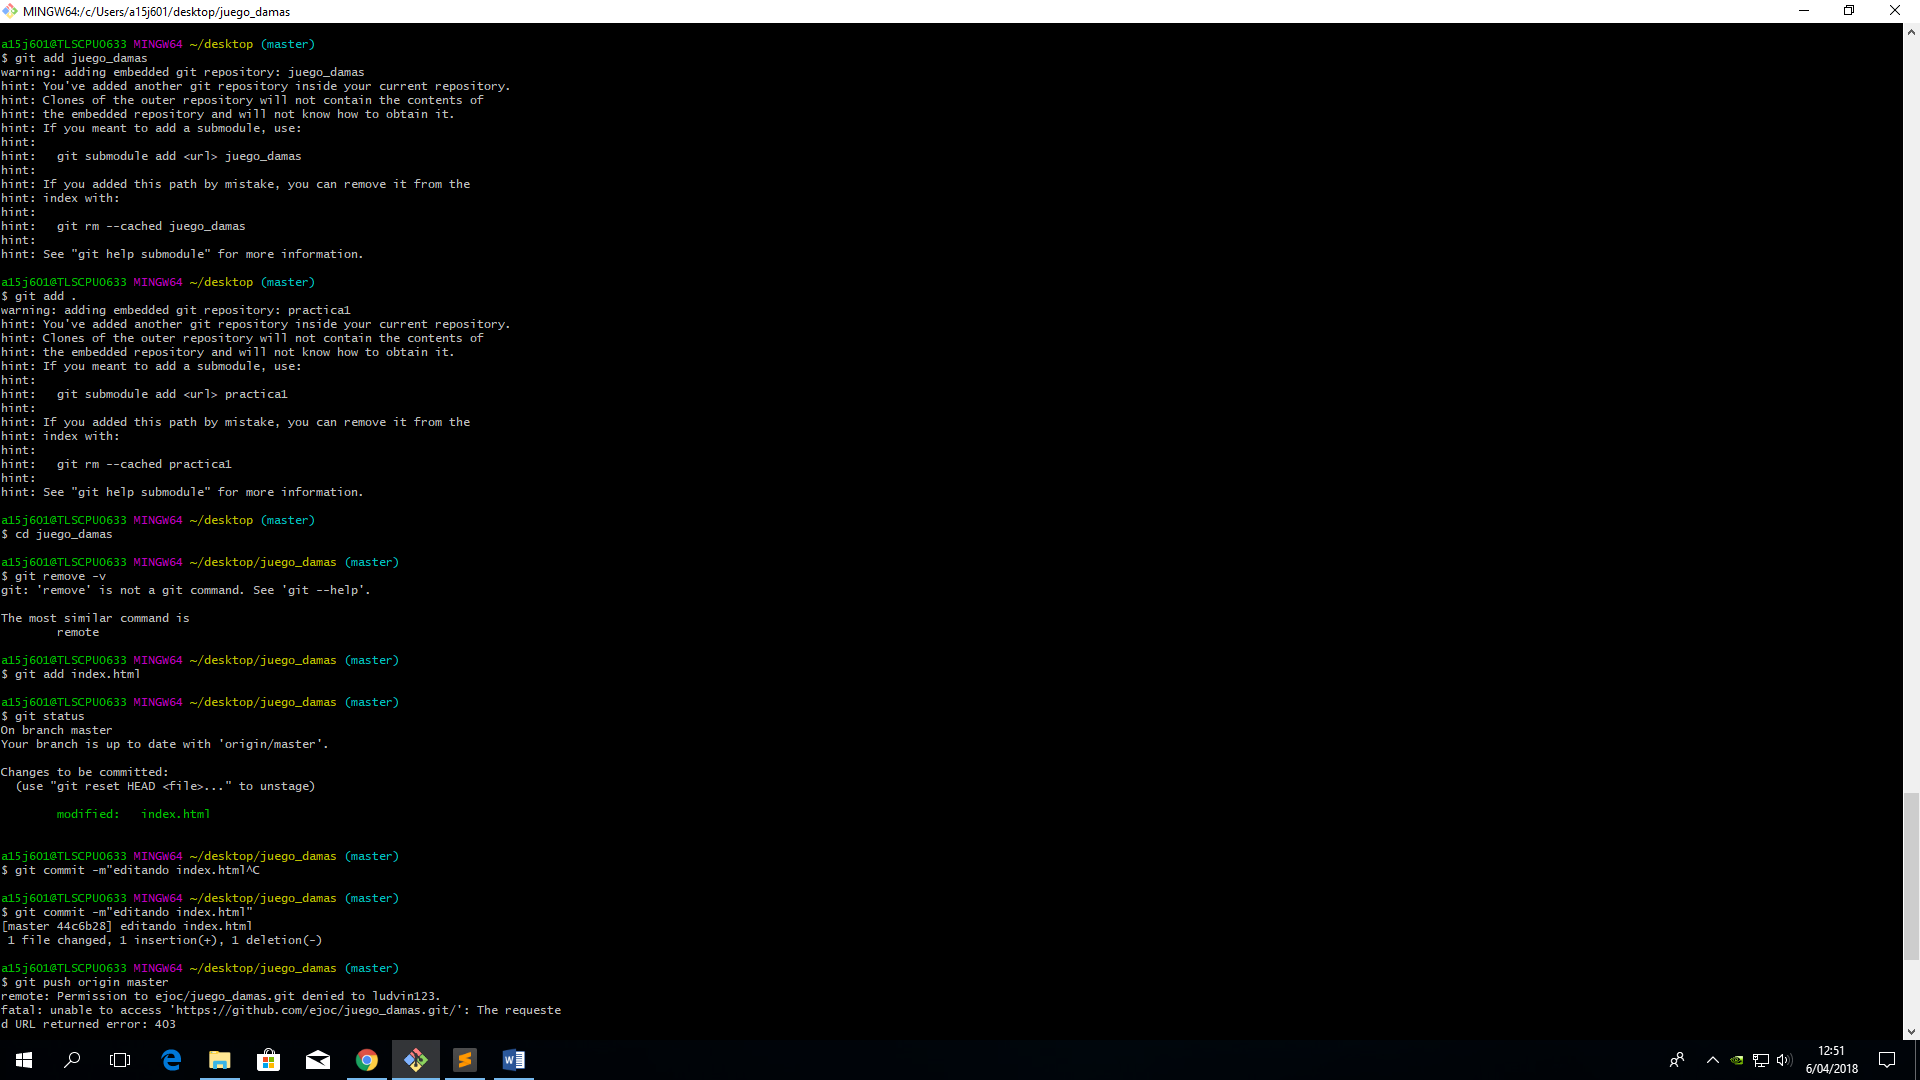 MINGW64:/c/Users/a15j601/desktop/juego_damas
a15j601@TLSCPU0633 MINGW64 ~/desktop (master)
$ git add juego_damas
warning: adding embedded git repository: juego_damas
hint: You've added another git repository inside your current repository.
hint: Clones of the outer repository will not contain the contents of
hint: the embedded repository and will not know how to obtain it.
hint: If you meant to add a submodule, use:
hint:
hint:   git submodule add <url> juego_damas
hint:
hint: If you added this path by mistake, you can remove it from the
hint: index with:
hint:
hint:   git rm --cached juego_damas
hint:
hint: See "git help submodule" for more information.
a15j601@TLSCPU0633 MINGW64 ~/desktop (master)
$ git add .
warning: adding embedded git repository: practica1
hint: You've added another git repository inside your current repository.
hint: Clones of the outer repository will not contain the contents of
hint: the embedded repository and will not know how to obtain it.
hint: If you meant to add a submodule, use:
hint:
hint:   git submodule add <url> practica1
hint:
hint: If you added this path by mistake, you can remove it from the
hint: index with:
hint:
hint:   git rm --cached practica1
hint:
hint: See "git help submodule" for more information.
a15j601@TLSCPU0633 MINGW64 ~/desktop (master)
$ cd juego_damas
a15j601@TLSCPU0633 MINGW64 ~/desktop/juego_damas (master)
$ git remove -v
git: 'remove' is not a git command. See 'git --help'.
The most similar command is
        remote
a15j601@TLSCPU0633 MINGW64 ~/desktop/juego_damas (master)
$ git add index.html
a15j601@TLSCPU0633 MINGW64 ~/desktop/juego_damas (master)
$ git status
On branch master
Your branch is up to date with 'origin/master'.
Changes to be committed:
  (use "git reset HEAD <file>..." to unstage)
        modified:   index.html
a15j601@TLSCPU0633 MINGW64 ~/desktop/juego_damas (master)
$ git commit -m"editando index.html^C
a15j601@TLSCPU0633 MINGW64 ~/desktop/juego_damas (master)
$ git commit -m"editando index.html"
[master 44c6b28] editando index.html
 1 file changed, 1 insertion(+), 1 deletion(-)
a15j601@TLSCPU0633 MINGW64 ~/desktop/juego_damas (master)
$ git push origin master
remote: Permission to ejoc/juego_damas.git denied to ludvin123.
fatal: unable to access 'https://github.com/ejoc/juego_damas.git/': The requeste
d URL returned error: 403
12:51
6/04/2018